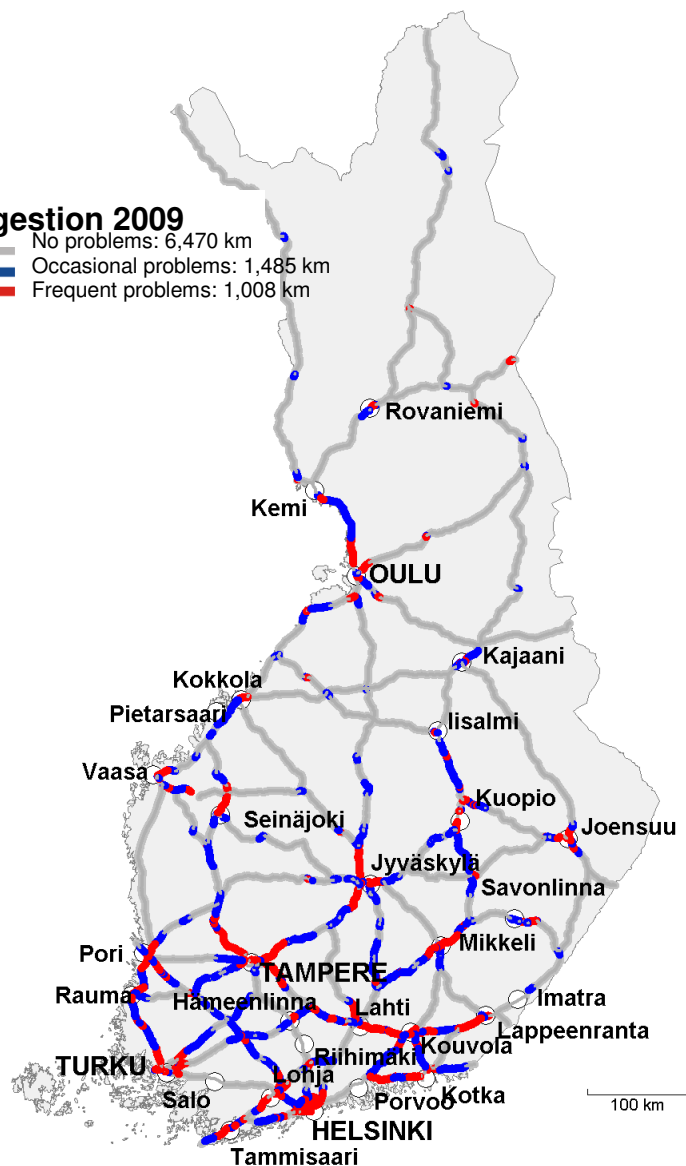 gestion 2009
No problems: 6,470 km
Occasional problems: 1,485 km
Frequent problems: 1,008 km
Rovaniemi
Kemi
OULU
Kajaani
Kokkola
Pietarsaari
Iisalmi
Vaasa
Kuopio
Seinäjoki
Joensuu
Jyväskylä
Savonlinna
Mikkeli
Pori
TAMPERE
Rauma
Hämeenlinna
Lahti
Imatra
Lappeenranta
Kouvola
Riihimäki
TURKU
Lohja
Salo
Porvoo
Kotka
100 km
HELSINKI
Tammisaari